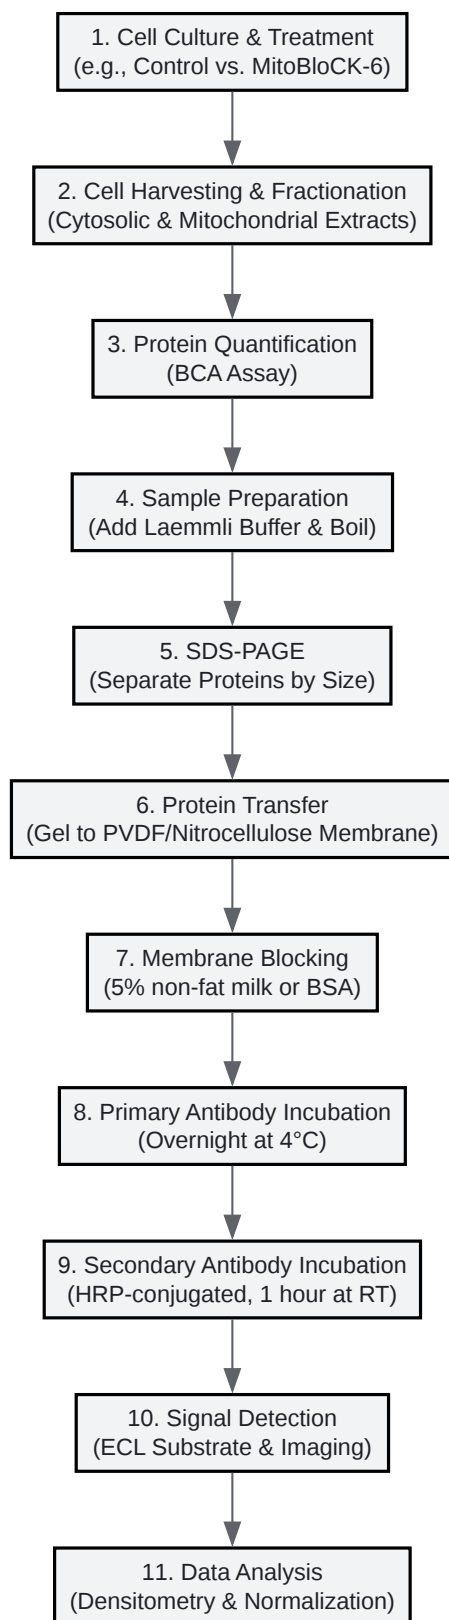 1. Cell Culture & Treatment
(e.g., Control vs. MitoBloCK-6)
2. Cell Harvesting & Fractionation
(Cytosolic & Mitochondrial Extracts)
3. Protein Quantification
(BCA Assay)
4. Sample Preparation
(Add Laemmli Buffer & Boil)
5. SDS-PAGE
(Separate Proteins by Size)
6. Protein Transfer
(Gel to PVDF/Nitrocellulose Membrane)
7. Membrane Blocking
(5% non-fat milk or BSA)
8. Primary Antibody Incubation
(Overnight at 4°C)
9. Secondary Antibody Incubation
(HRP-conjugated, 1 hour at RT)
10. Signal Detection
(ECL Substrate & Imaging)
11. Data Analysis
(Densitometry & Normalization)